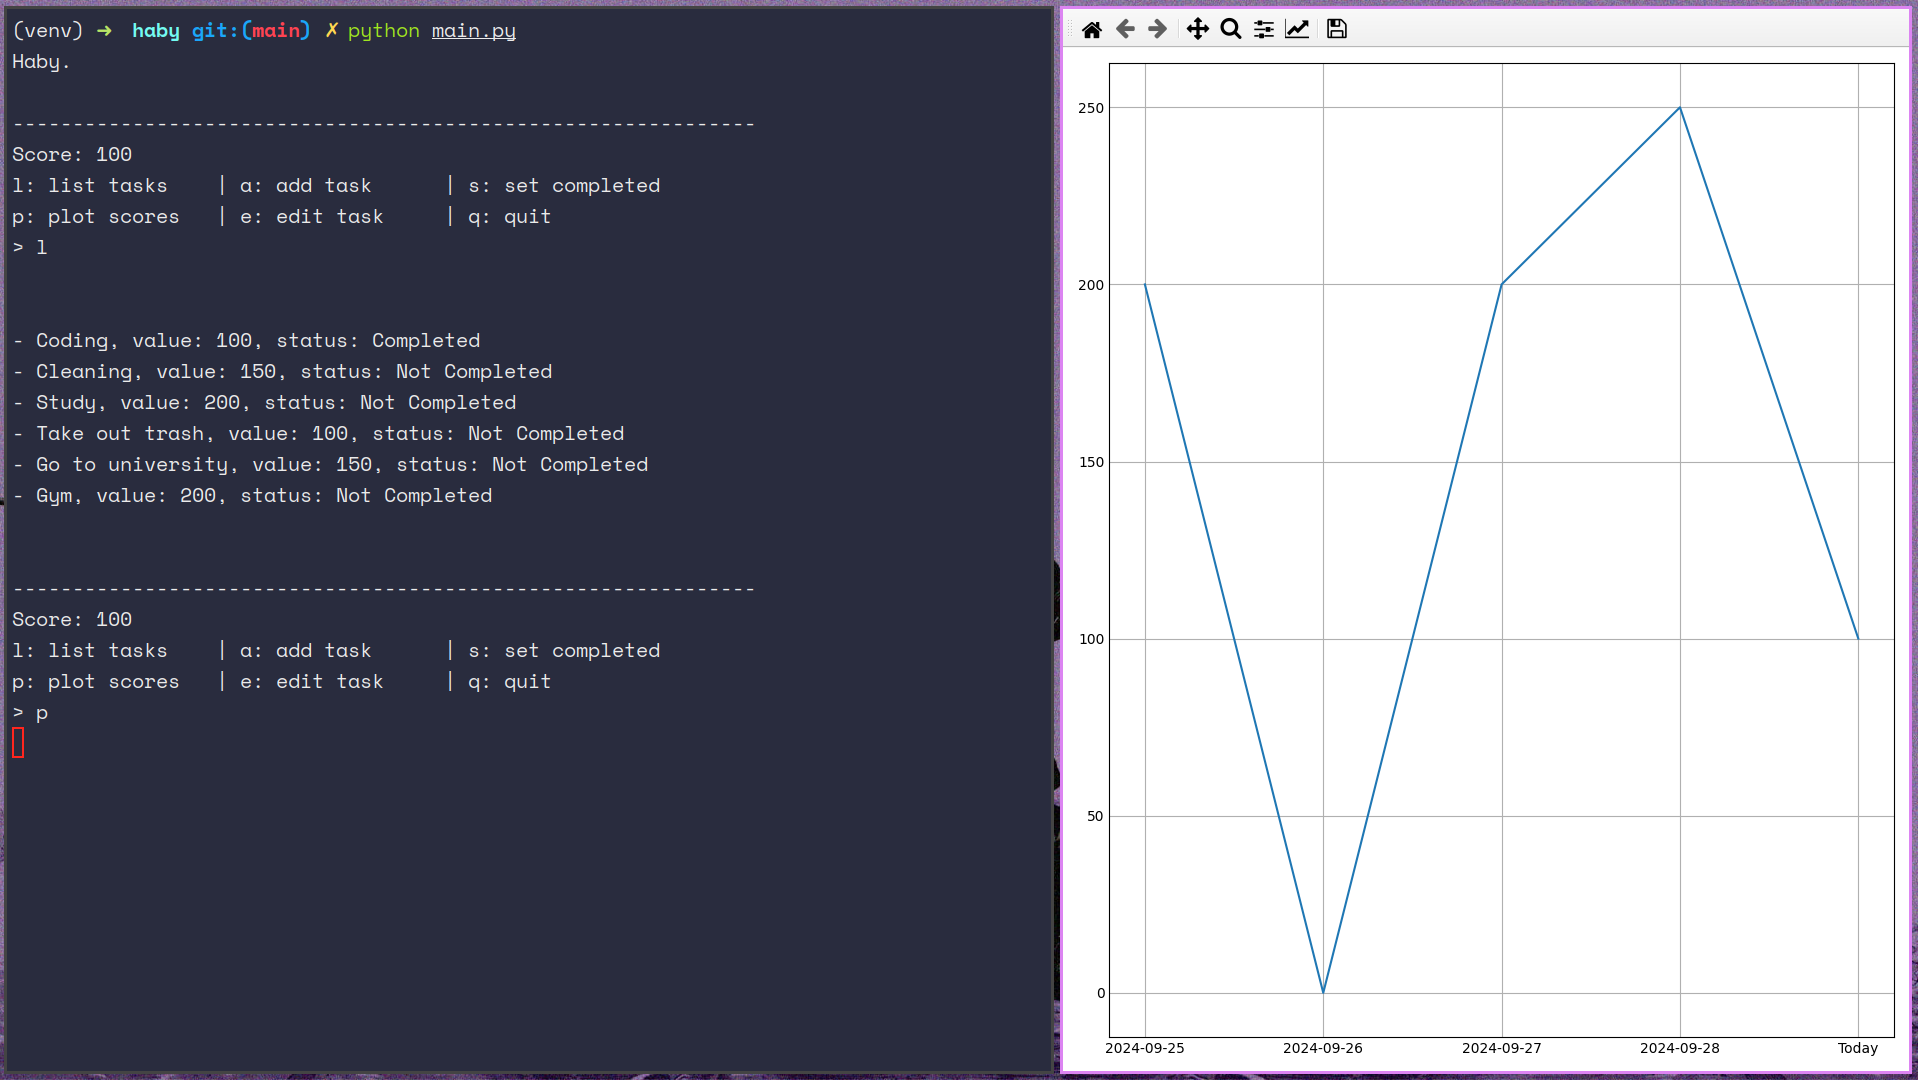 (venv) ➜ haby git:(main) ✗ python main.py
Haby.
--------------------------------------------------------------
Score: 100
l: list tasks | a: add task | s: set completed
p: plot scores | e: edit task | q: quit
> l
- Coding, value: 100, status: Completed
- Cleaning, value: 150, status: Not Completed
- Study, value: 200, status: Not Completed
- Take out trash, value: 100, status: Not Completed
- Go to university, value: 150, status: Not Completed
- Gym, value: 200, status: Not Completed
--------------------------------------------------------------
Score: 100
l: list tasks | a: add task | s: set completed
p: plot scores | e: edit task | q: quit
> p
250
200
150
100
50
0
2024-09-25 2024-09-26 2024-09-27 2024-09-28 Today